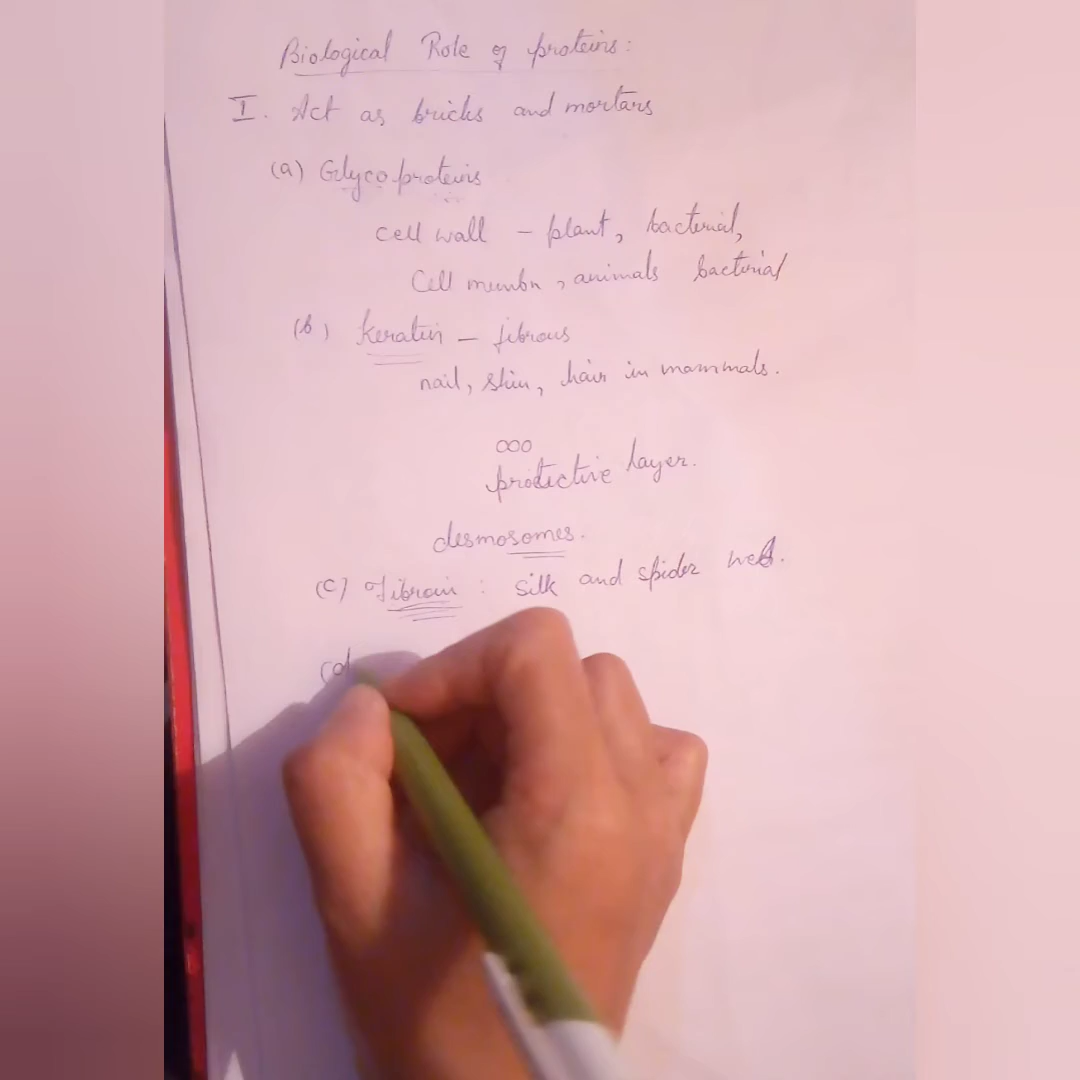 Biological Role of proteins:
I. Act as bricks and mortars
(a) Glycoproteins
cell wall - plant, bacterial,
Cell membn, animals bacterial
(b) Keratin - fibrous
nail, skin, hair in mammals.
ooo
protective layer.
desmosomes.
(c) Fibroin : silk and spider web.
(d